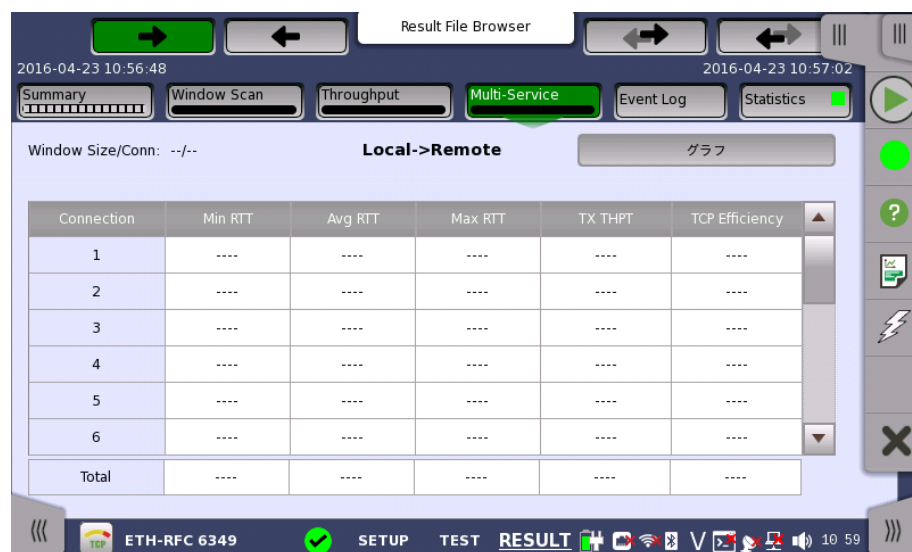 Result File Browser
2016-04-23 10:56:48
2016-04-23 10:57:02
Summary
Window Scan
Throughput
Multi-Service
Event Log
Statistics
Window Size/Conn: --/--
Local->Remote
グラフ
Connection Min RTT Avg RTT Max RTT TX THPT TCP Efficiency
1 ---- ---- ---- ---- ----
2 ---- ---- ---- ---- ----
3 ---- ---- ---- ---- ----
4 ---- ---- ---- ---- ----
5 ---- ---- ---- ---- ----
6 ---- ---- ---- ---- ----
Total ---- ---- ---- ---- ----
TCP
ETH-RFC 6349
SETUP
TEST
RESULT
V
10 59